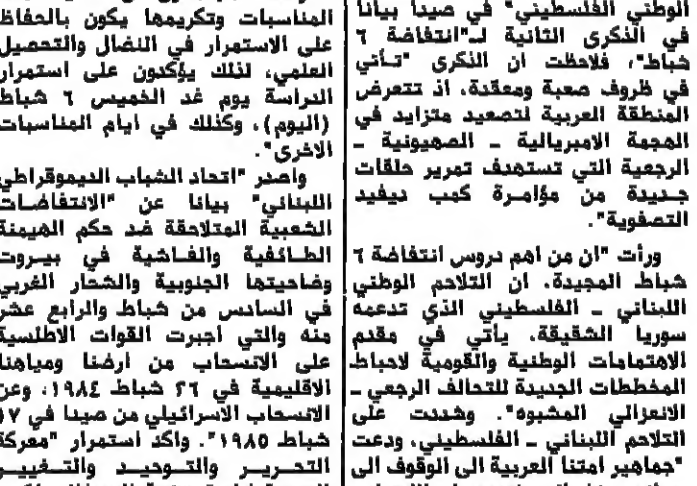 الوطني الفلسطيني" في صيدا بيانا
في الذكرى الثانية لـ"انتفاضة ٦
شباط"، فلاحظت ان الذكرى "تأتي
في ظروف صعبة ومعقدة، اذ تتعرض
المنطقة العربية لتصعيد متزايد في
الهجمة الامبريالية ـ الصهيونية ـ
الرجعية التي تستهدف تمرير حلقات
جديدة من مؤامرة كمب ديفيد
التصفوية".
ورأت "ان من اهم دروس انتفاضة ٦
شباط المجيدة، ان التلاحم الوطني
اللبناني ـ الفلسطيني الذي تدعمه
سوريا الشقيقة، يأتي في مقدم
الاهتمامات الوطنية والقومية لاحباط
المخططات الجديدة للتحالف الرجعي ـ
الانعزالي المشبوه". وشددت على
التلاحم اللبناني ـ الفلسطيني، ودعت
"جماهير امتنا العربية الى الوقوف الى
المناسبات وتكريمها يكون بالحفاظ
على الاستمرار في النضال والتحصيل
العلمي، لذلك يؤكدون على استمرار
الدراسة يوم غد الخميس ٦ شباط
(اليوم)، وكذلك في ايام المناسبات
الاخرى".
واصدر "اتحاد الشباب الديموقراطي
اللبناني" بيانا عن "الانتفاضات
الشعبية المتلاحقة ضد حكم الهيمنة
الطائفية والفاشية في بيروت
وضاحيتها الجنوبية والشحار الغربي
في السادس من شباط والرابع عشر
منه والتي أجبرت القوات الاطلسية
على الانسحاب من ارضنا ومياهنا
الاقليمية في ٢٦ شباط ١٩٨٤، وعن
الانسحاب الاسرائيلي من صيدا في ١٧
شباط ١٩٨٥". واكد استمرار "معركة
التحرير والتوحيد والتغيير